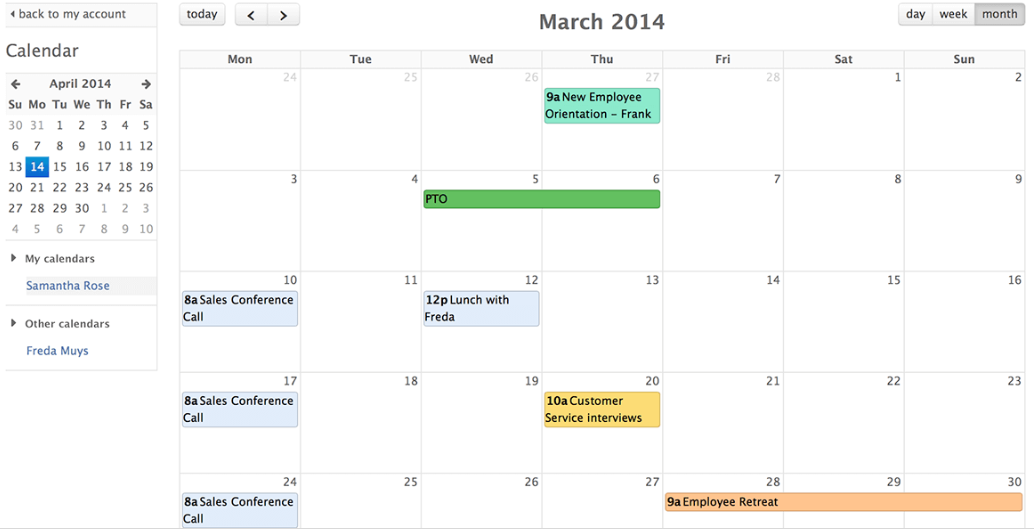 back to my account
today
March 2014
day week month
Calendar
April 2014
Su Mo Tu We Th Fr Sa
30 31 1 2 3 4 5
6 7 8 9 10 11 12
13 14 15 16 17 18 19
20 21 22 23 24 25 26
27 28 29 30 1 2 3
4 5 6 7 8 9 10
My calendars
Samantha Rose
Other calendars
Freda Muys
Mon Tue Wed Thu Fri Sat Sun
24 25 26 27 28 1 2
9a New Employee
Orientation – Frank
3 4 5 6 7 8 9
PTO
10 11 12 13 14 15 16
8a Sales Conference
Call
12p Lunch with
Freda
17 18 19 20 21 22 23
8a Sales Conference
Call
10a Customer
Service interviews
24 25 26 27 28 29 30
8a Sales Conference
Call
9a Employee Retreat